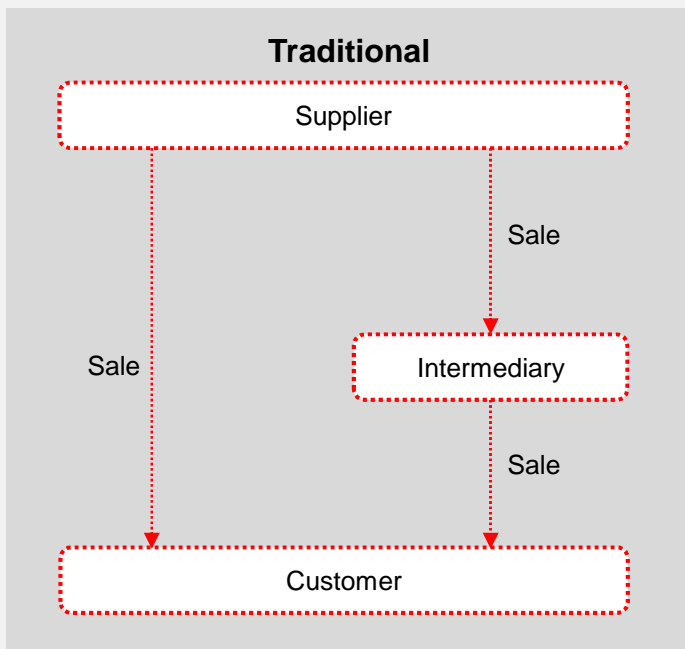 Traditional
Supplier
Sale
Sale
Intermediary
Sale
Customer